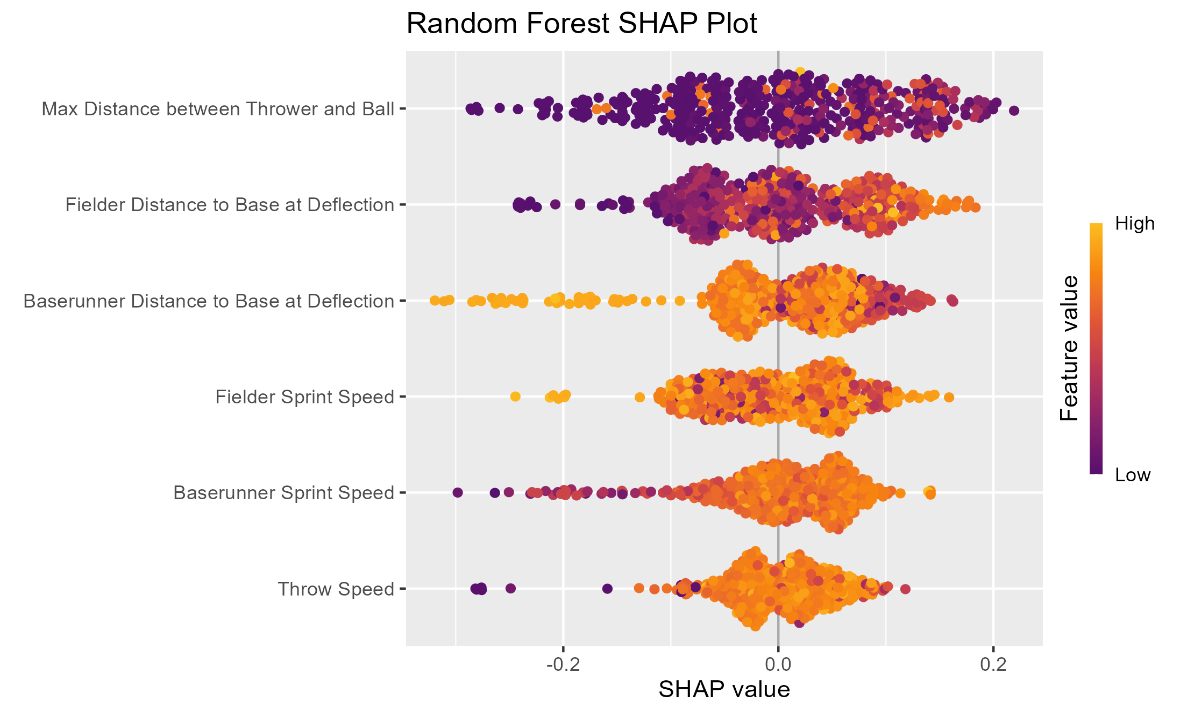 Random Forest SHAP Plot
Max Distance between Thrower and Ball
Fielder Distance to Base at Deflection
Baserunner Distance to Base at Deflection
Fielder Sprint Speed
Baserunner Sprint Speed
Throw Speed
-0.2
0.0
0.2
SHAP value
Feature value
High
Low